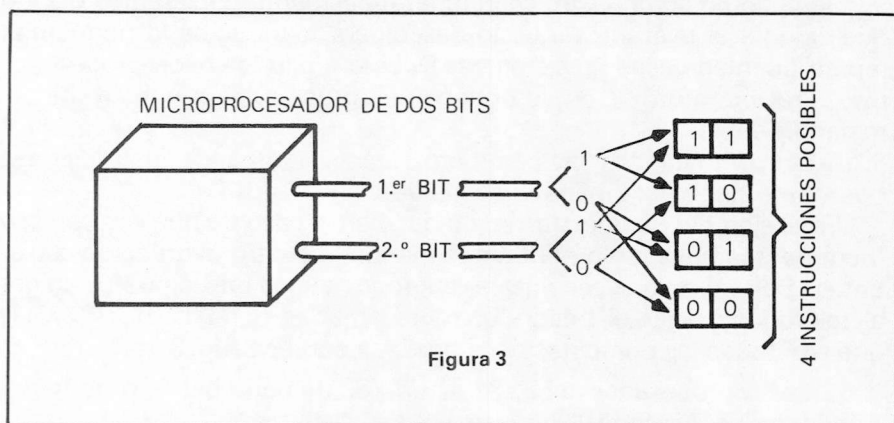 MICROPROCESADOR DE DOS BITS
1.er BIT
2.º BIT
1
0
1
0
1 1
1 0
0 1
0 0
4 INSTRUCCIONES POSIBLES
Figura 3